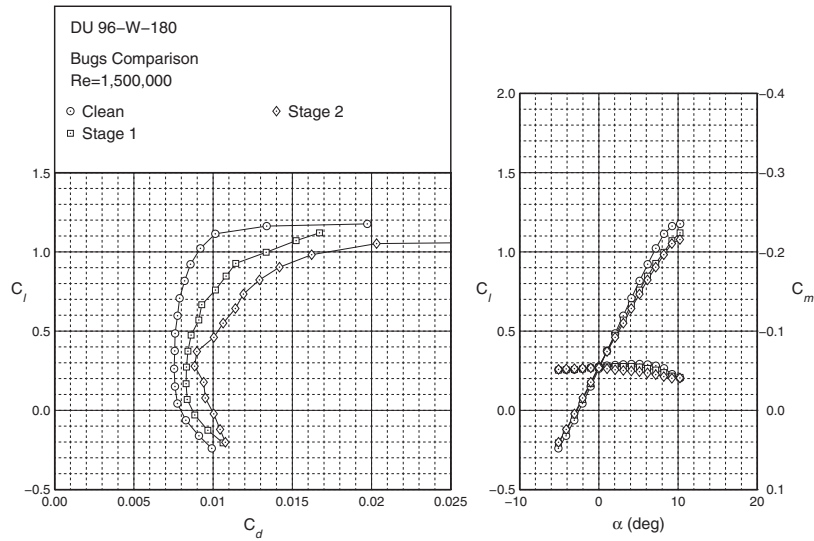 DU 96-W-180
Bugs Comparison
Re=1,500,000
Clean
Stage 2
Stage 1
1.5
1.0
C_l
0.5
0.0
−0.5
0.00
0.005
0.010
0.015
0.02
0.025
C_d
2.0
1.5
1.0
C_l
0.5
0.0
−0.5
−10
0
10
20
α (deg)
−0.4
−0.3
−0.2
C_m
−0.1
0.0
0.1